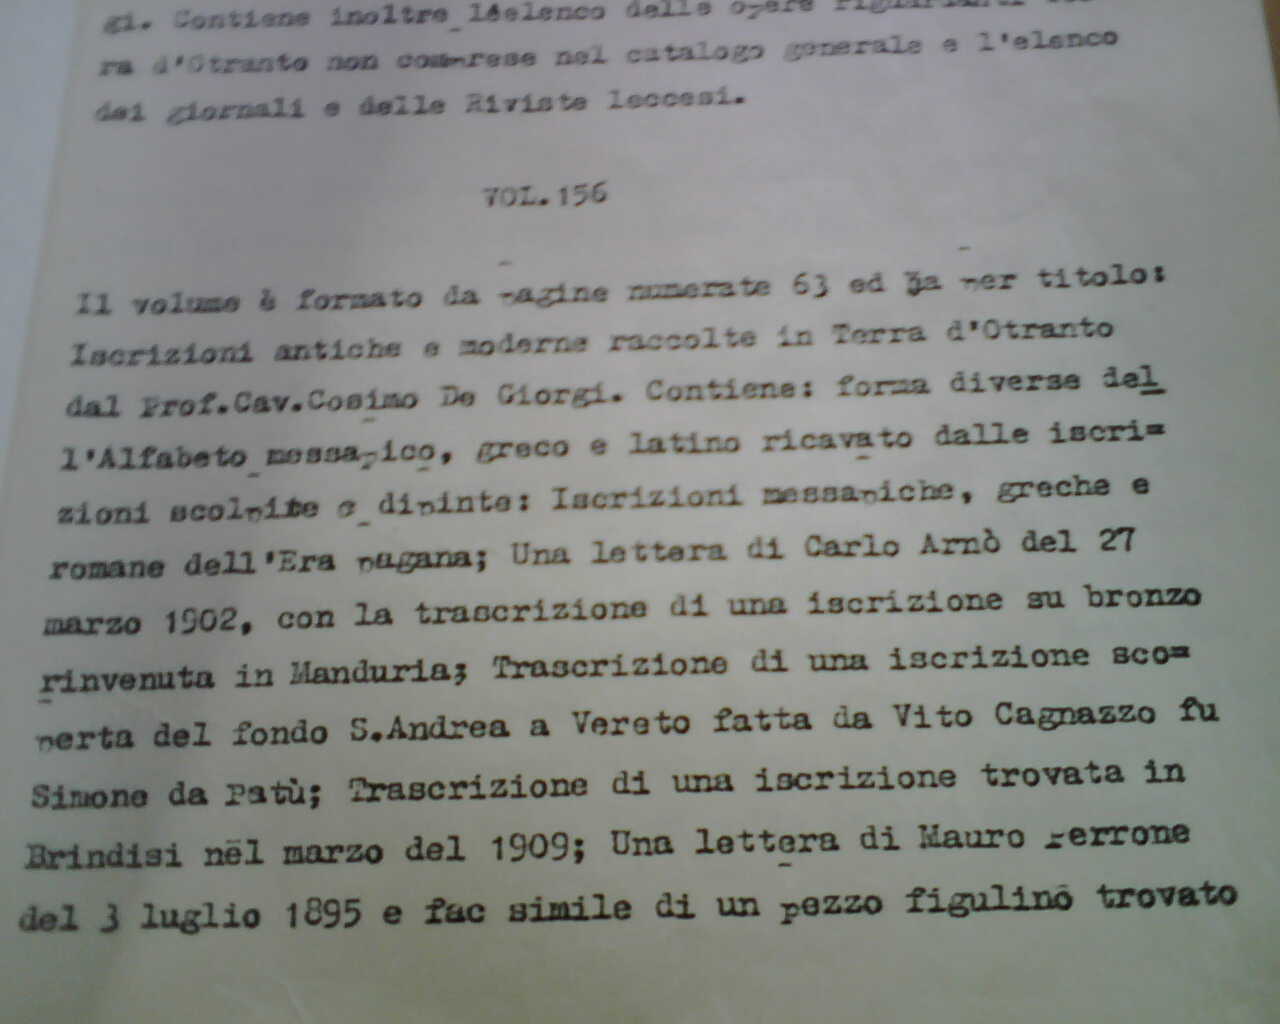 gi. Contiene inoltre l'elenco delle opere riguardanti
ra d'Otranto non comprese nel catalogo generale e l'elenco
dei giornali e delle Riviste leccesi.
VOL.156
Il volume è formato da pagine numerate 63 ed ha per titolo:
Iscrizioni antiche e moderne raccolte in Terra d'Otranto
dal Prof.Cav.Cosimo De Giorgi. Contiene: forma diverse del
l'Alfabeto messapico, greco e latino ricavato dalle iscri=
zioni scolpite e dipinte: Iscrizioni messapiche, greche e
romane dell'Era pagana; Una lettera di Carlo Arnò del 27
marzo 1902, con la trascrizione di una iscrizione su bronzo
rinvenuta in Manduria; Trascrizione di una iscrizione sco=
perta del fondo S.Andrea a Vereto fatta da Vito Cagnazzo fu
Simone da Patù; Trascrizione di una iscrizione trovata in
Brindisi nel marzo del 1909; Una lettera di Mauro Perrone
del 3 luglio 1895 e fac simile di un pezzo figulino trovato